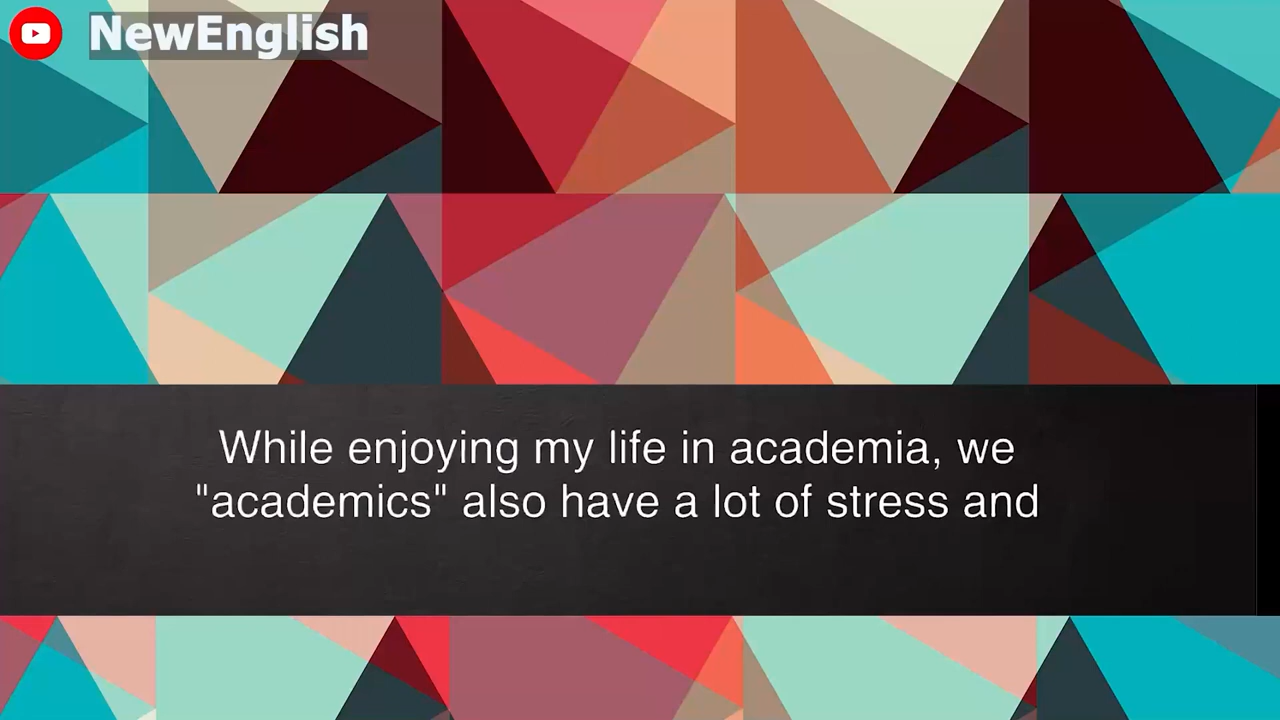 NewEnglish
While enjoying my life in academia, we
"academics" also have a lot of stress and